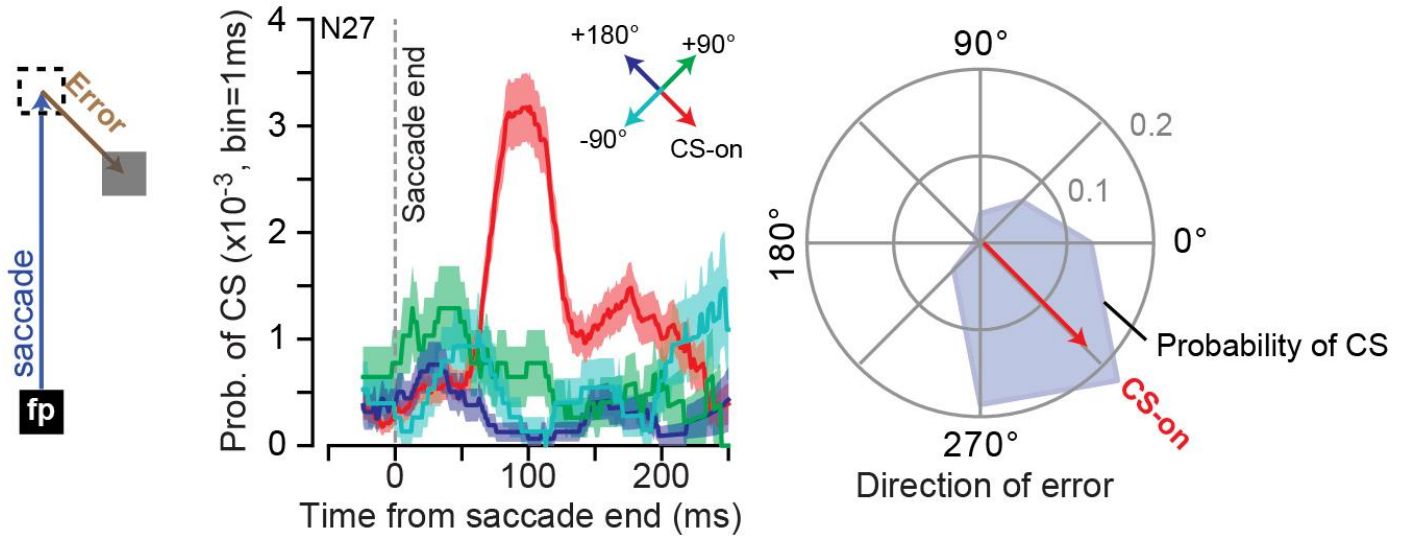 Error
saccade
fp
N27
Prob. of CS (x10⁻³, bin=1ms)
4
3
2
1
0
Saccade end
+180°
+90°
-90°
CS-on
0
100
200
Time from saccade end (ms)
90°
0.2
0.1
180°
0°
Probability of CS
CS-on
270°
Direction of error